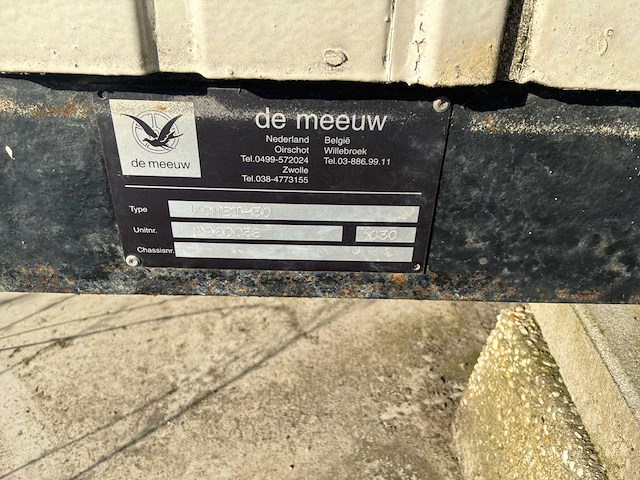 de meeuw
de meeuw
Nederland België
Oirschot Willebroek
Tel.0499-572024 Tel.03-886.99.11
Zwolle
Tel.038-4773155
Type
Unitnr.
Chassisnr.